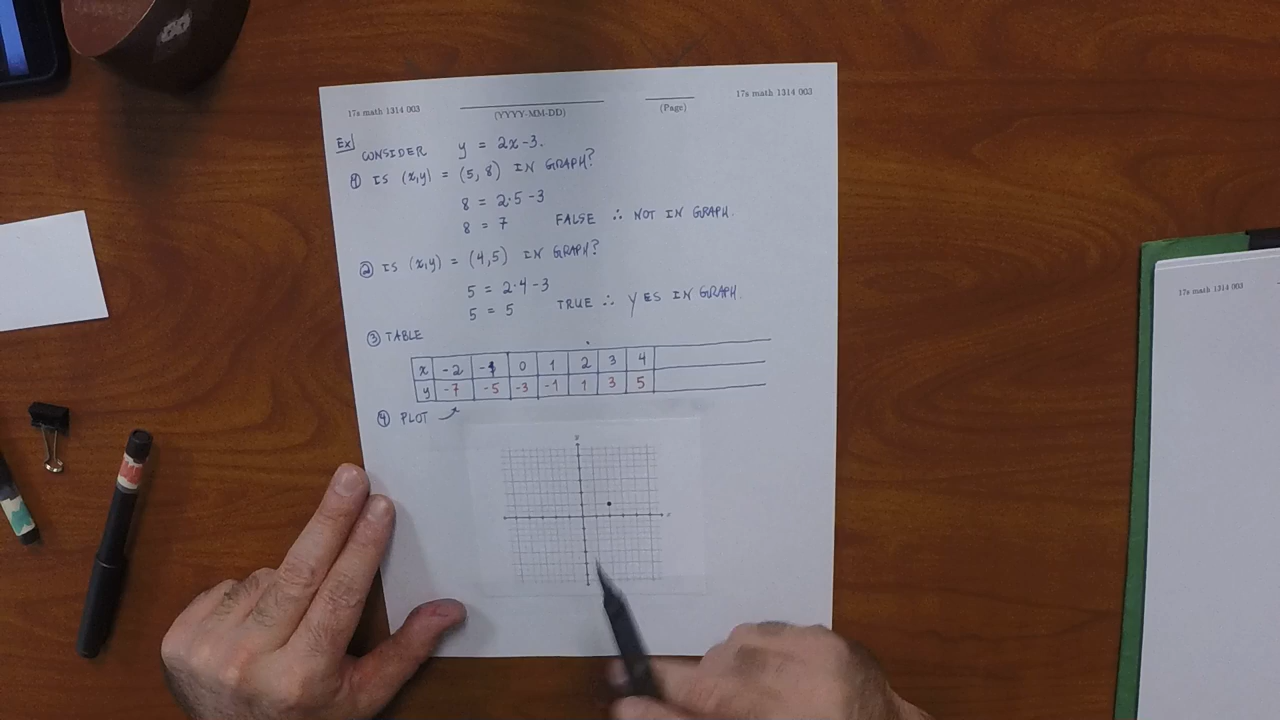 17s math 1314 003 (YYYY-MM-DD) (Page) 17s math 1314 003
Ex CONSIDER y = 2x-3.
① IS (x,y) = (5, 8) IN GRAPH?
8 = 2·5-3
8 = 7 FALSE ∴ NOT IN GRAPH.
② IS (x,y) = (4,5) IN GRAPH?
5 = 2·4-3
5 = 5 TRUE ∴ YES IN GRAPH.
③ TABLE
x -2 -1 0 1 2 3 4
y -7 -5 -3 -1 1 3 5
④ PLOT
y
x
17s math 1314 003